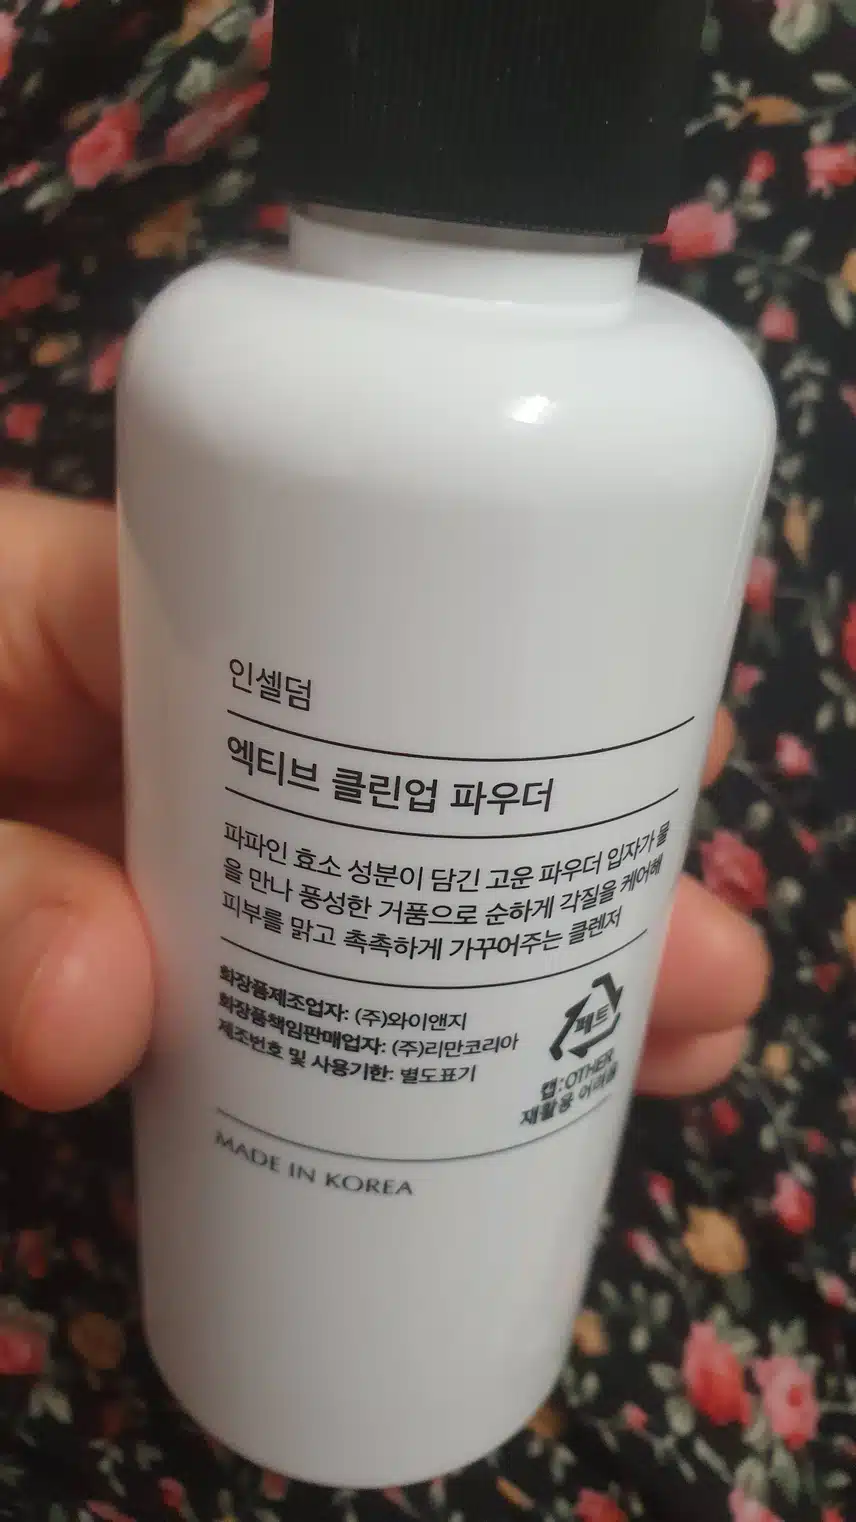 인셀덤
엑티브 클린업 파우더
파파인 효소 성분이 담긴 고운 파우더 입자가 물
을 만나 풍성한 거품으로 순하게 각질을 케어해
피부를 맑고 촉촉하게 가꾸어주는 클렌저
화장품제조업자: (주)와이앤지
화장품책임판매업자: (주)리만코리아
제조번호 및 사용기한: 별도표기
페트
캡:OTHER
재활용 어려움
MADE IN KOREA